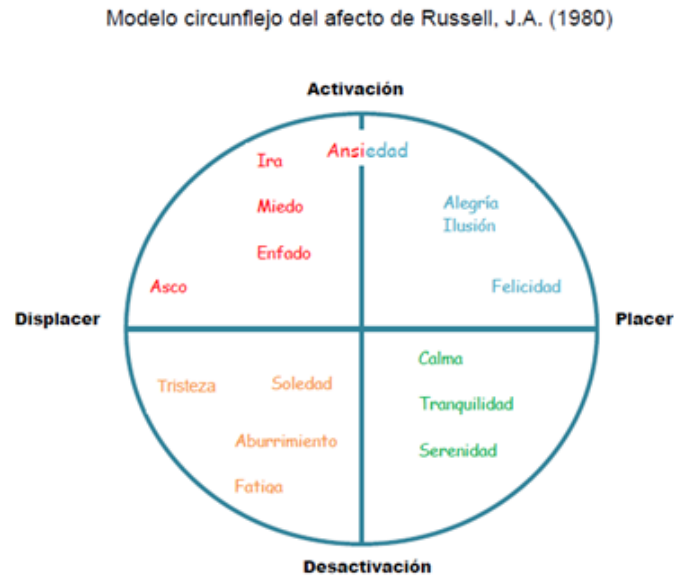 Modelo circunflejo del afecto de Russell, J.A. (1980)
Activación
Ansiedad
Ira
Miedo
Enfado
Asco
Alegría
Ilusión
Felicidad
Displacer
Placer
Tristeza
Soledad
Aburrimiento
Fatiga
Calma
Tranquilidad
Serenidad
Desactivación